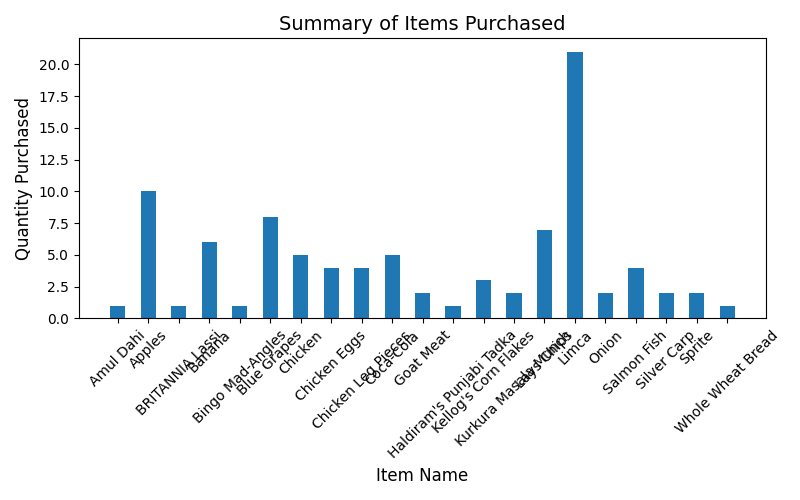 Summary of Items Purchased
Quantity Purchased
20.0
17.5
15.0
12.5
10.0
7.5
5.0
2.5
0.0
Amul Dahi
Apples
BRITANNIA Lassi
Banana
Bingo Mad-Angles
Blue Grapes
Chicken
Chicken Eggs
Chicken Leg Pieces
Coca-Cola
Goat Meat
Haldiram's Punjabi Tadka
Kellog's Corn Flakes
Kurkura Masala Munch
Lays Chips
Limca
Onion
Salmon Fish
Silver Carp
Sprite
Whole Wheat Bread
Item Name